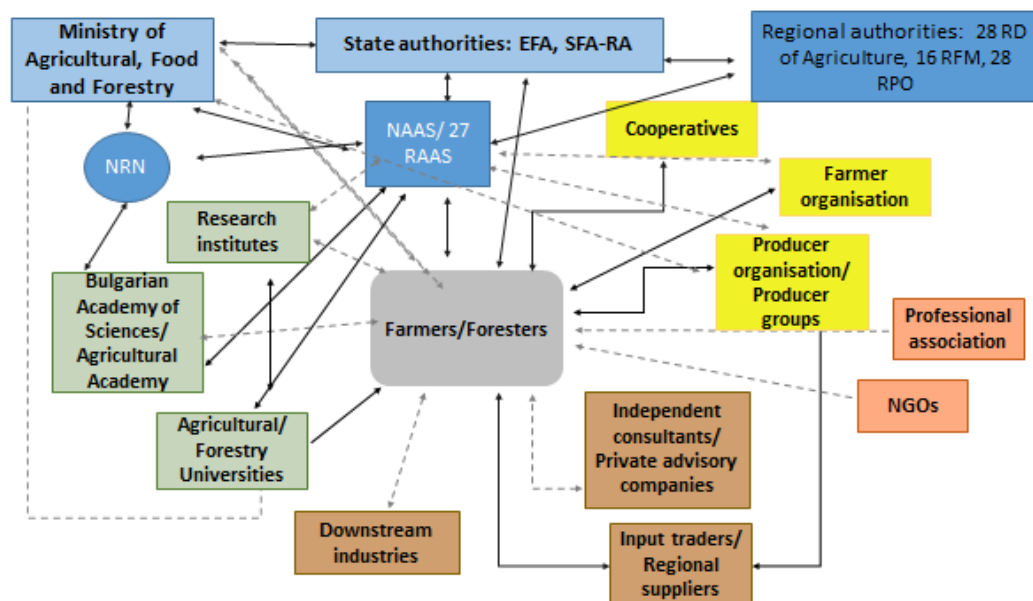 Ministry of
Agricultural, Food
and Forestry
State authorities: EFA, SFA-RA
Regional authorities: 28 RD
of Agriculture, 16 RFM, 28
RPO
NAAS/ 27
RAAS
Cooperatives
NRN
Farmer
organisation
Research
institutes
Producer
organisation/
Producer
groups
Bulgarian
Academy of
Sciences/
Agricultural
Academy
Farmers/Foresters
Professional
association
NGOs
Agricultural/
Forestry
Universities
Independent
consultants/
Private advisory
companies
Downstream
industries
Input traders/
Regional
suppliers